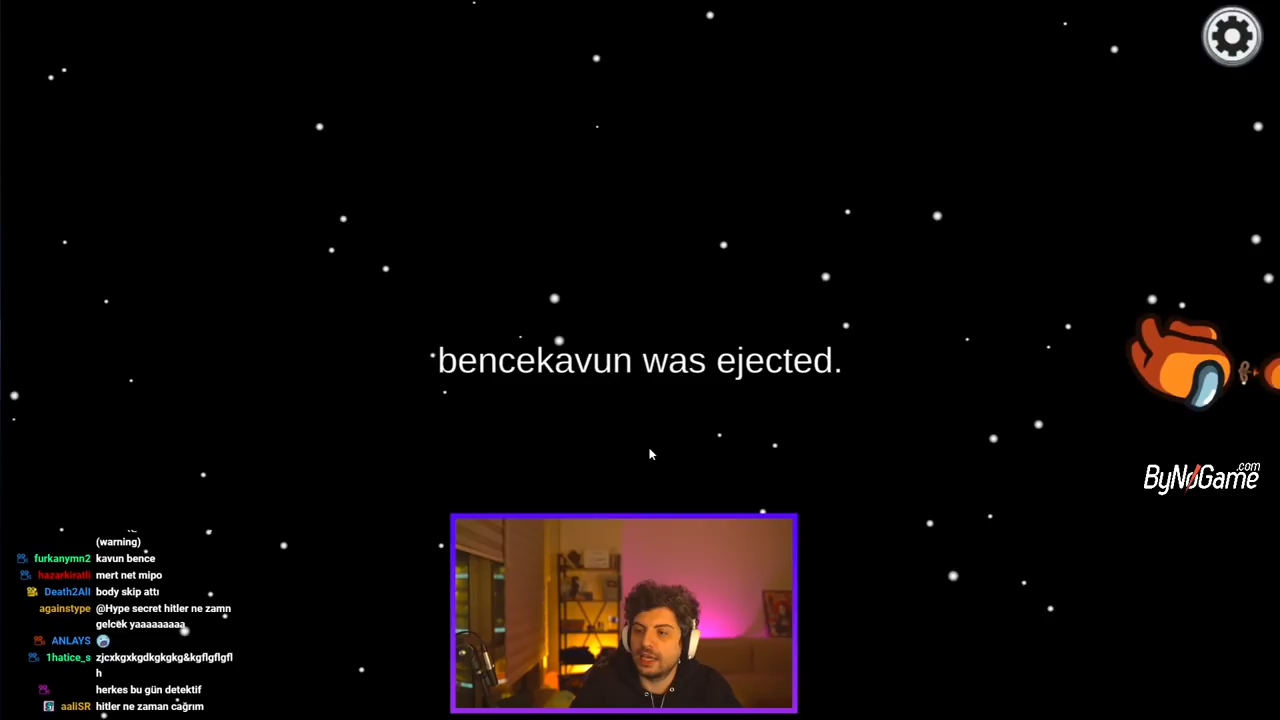 bencekavun was ejected.
ByNoGame
.com
(warning)
furkanymn2 kavun bence
hazarkiratli mert net mipo
Death2All body skip attı
againstype @Hype secret hitler ne zamn
gelcek yaaaaaaaaa
ANLAYS
1hatice_s zjcxkgxkgdkgkgkg&kgflgflgfl
h
herkes bu gün detektif
aaliSR hitler ne zaman cağrım